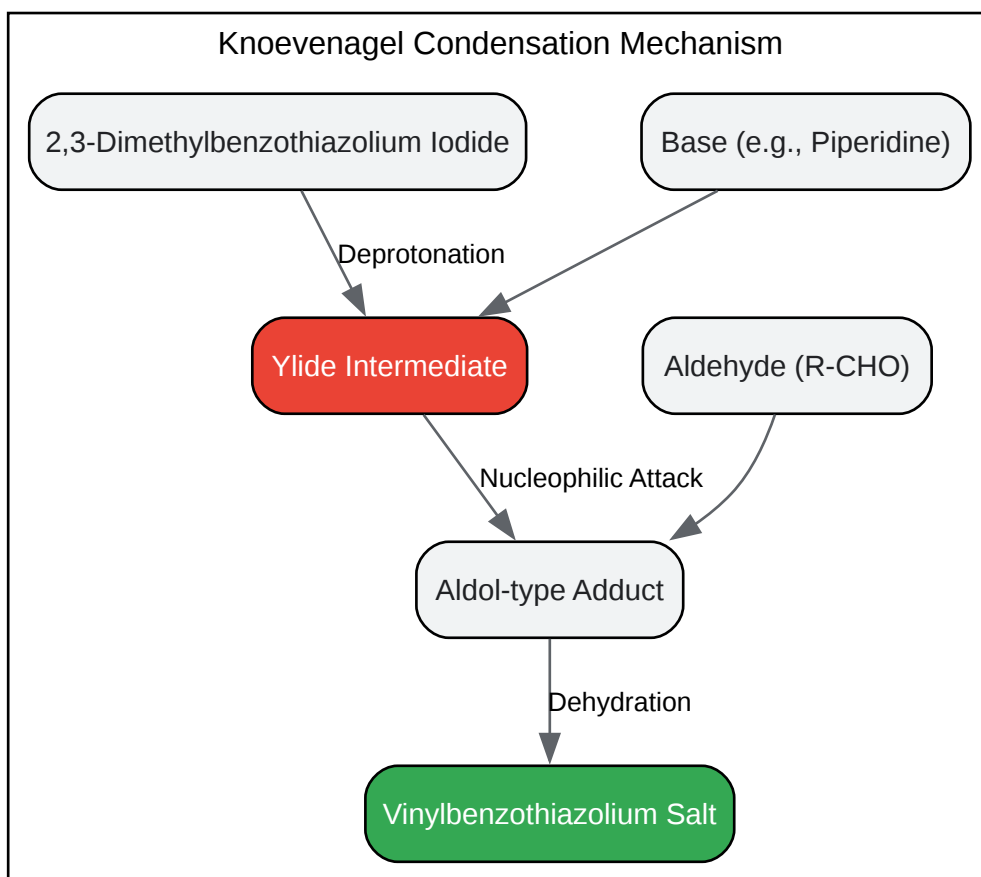 Knoevenagel Condensation Mechanism
2,3-Dimethylbenzothiazolium Iodide
Base (e.g., Piperidine)
Deprotonation
Ylide Intermediate
Aldehyde (R-CHO)
Nucleophilic Attack
Aldol-type Adduct
Dehydration
Vinylbenzothiazolium Salt